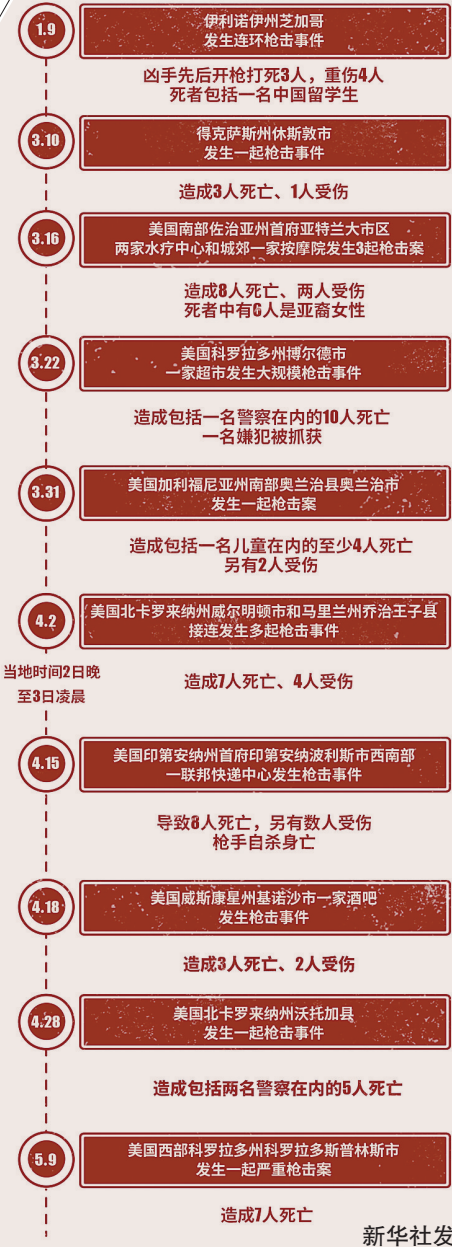 1.9
伊利诺伊州芝加哥
发生连环枪击事件
凶手先后开枪打死3人，重伤4人
死者包括一名中国留学生
3.10
得克萨斯州休斯敦市
发生一起枪击事件
造成3人死亡、1人受伤
3.16
美国南部佐治亚州首府亚特兰大市区
两家水疗中心和城郊一家按摩院发生3起枪击案
造成8人死亡、两人受伤
死者中有6人是亚裔女性
3.22
美国科罗拉多州博尔德市
一家超市发生大规模枪击事件
造成包括一名警察在内的10人死亡
一名嫌犯被抓获
3.31
美国加利福尼亚州南部奥兰治县奥兰治市
发生一起枪击案
造成包括一名儿童在内的至少4人死亡
另有2人受伤
4.2
美国北卡罗来纳州威尔明顿市和马里兰州乔治王子县
接连发生多起枪击事件
当地时间2日晚
至3日凌晨
造成7人死亡、4人受伤
4.15
美国印第安纳州首府印第安纳波利斯市西南部
一联邦快递中心发生枪击事件
导致8人死亡，另有数人受伤
枪手自杀身亡
4.18
美国威斯康星州基诺沙市一家酒吧
发生枪击事件
造成3人死亡、2人受伤
4.28
美国北卡罗来纳州沃托加县
发生一起枪击事件
造成包括两名警察在内的5人死亡
5.9
美国西部科罗拉多州科罗拉多斯普林斯市
发生一起严重枪击案
造成7人死亡
新华社发